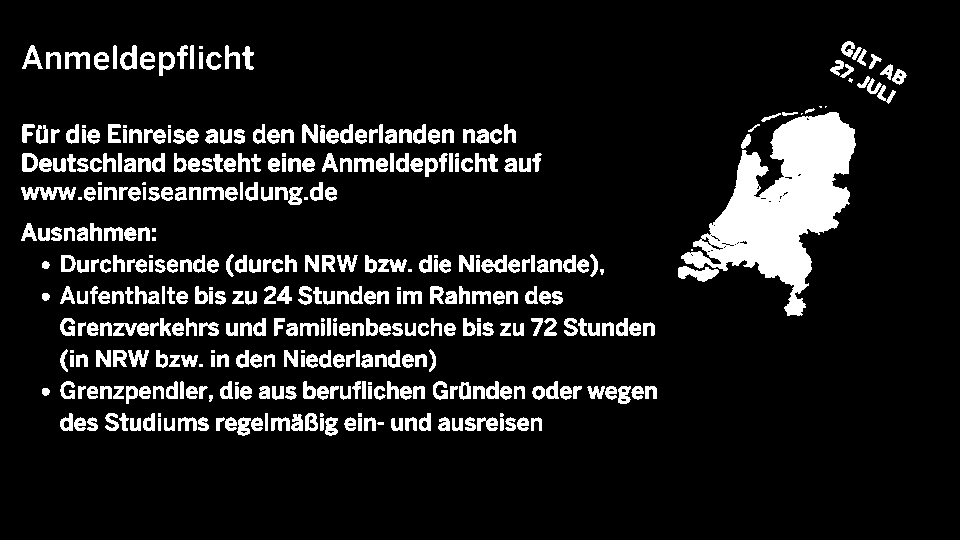 Anmeldepflicht
GILT AB
27. JULI
Für die Einreise aus den Niederlanden nach
Deutschland besteht eine Anmeldepflicht auf
www.einreiseanmeldung.de
Ausnahmen:
• Durchreisende (durch NRW bzw. die Niederlande),
• Aufenthalte bis zu 24 Stunden im Rahmen des
Grenzverkehrs und Familienbesuche bis zu 72 Stunden
(in NRW bzw. in den Niederlanden)
• Grenzpendler, die aus beruflichen Gründen oder wegen
des Studiums regelmäßig ein- und ausreisen